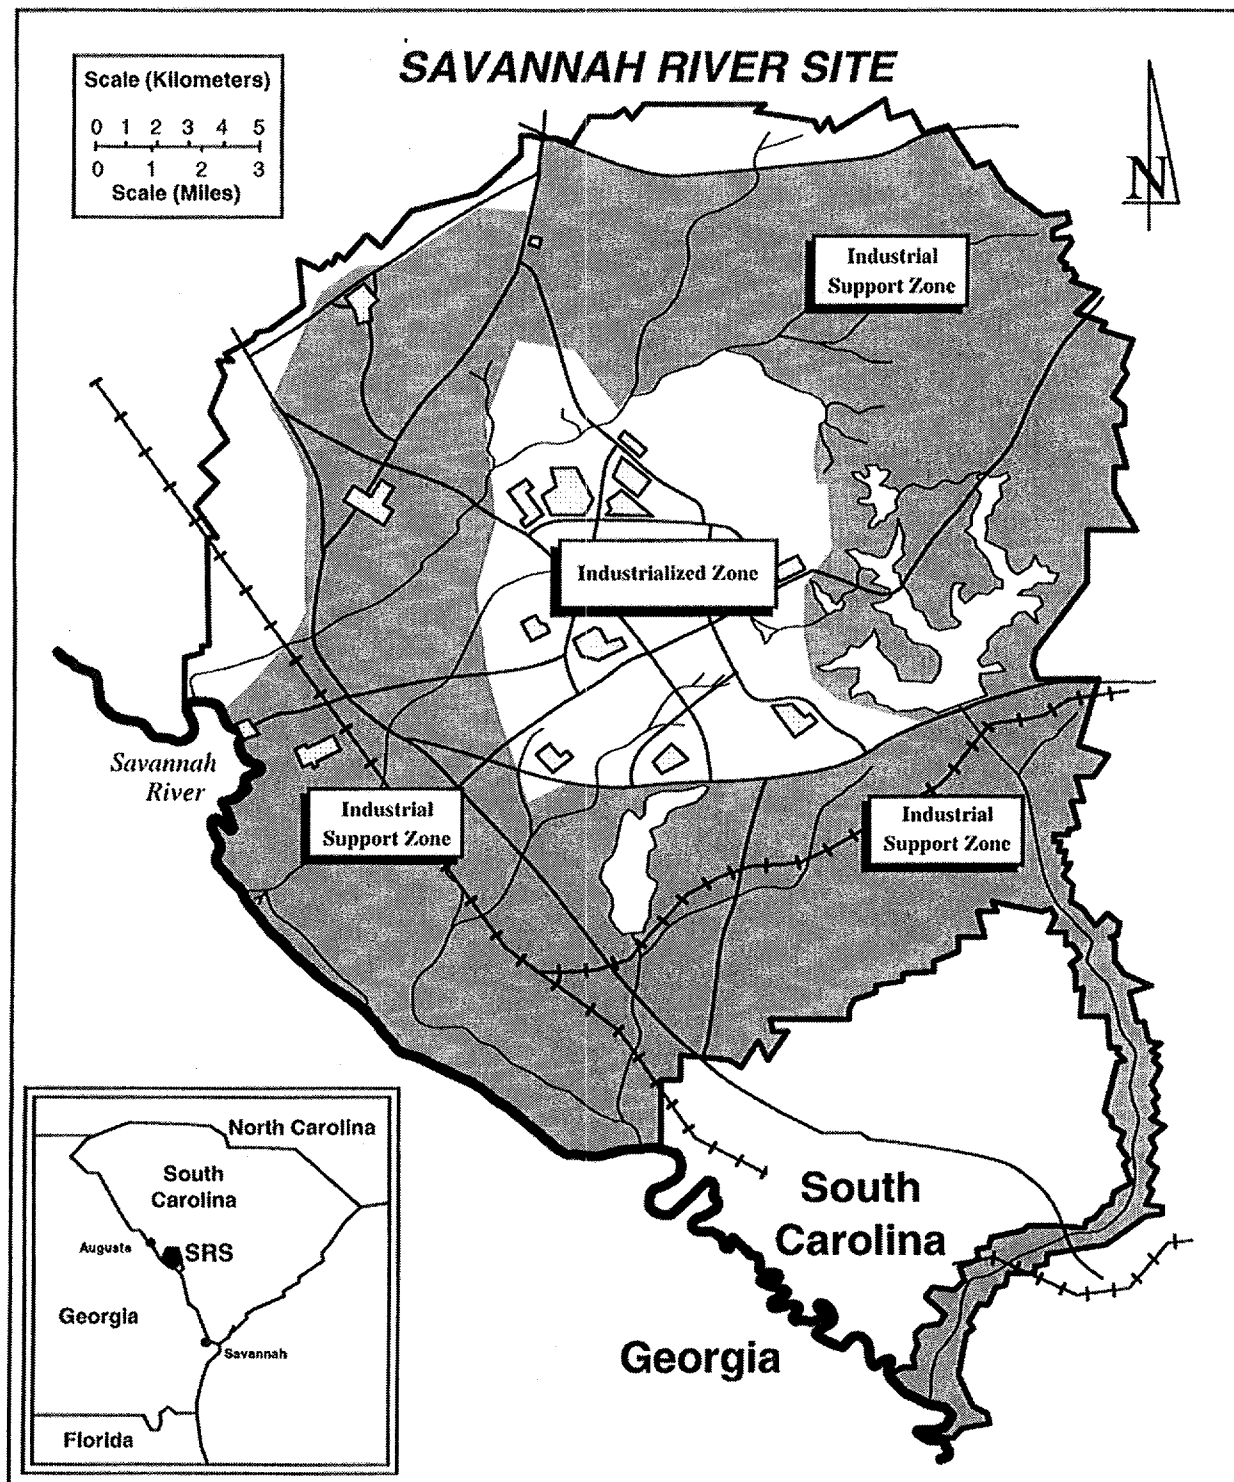 SAVANNAH RIVER SITE
Scale (Kilometers)
0 1 2 3 4 5
0 1 2 3
Scale (Miles)
N
Industrial
Support Zone
Industrialized Zone
Savannah
River
Industrial
Support Zone
Industrial
Support Zone
South
Carolina
Georgia
North Carolina
South
Carolina
Augusta
SRS
Georgia
Savannah
Florida